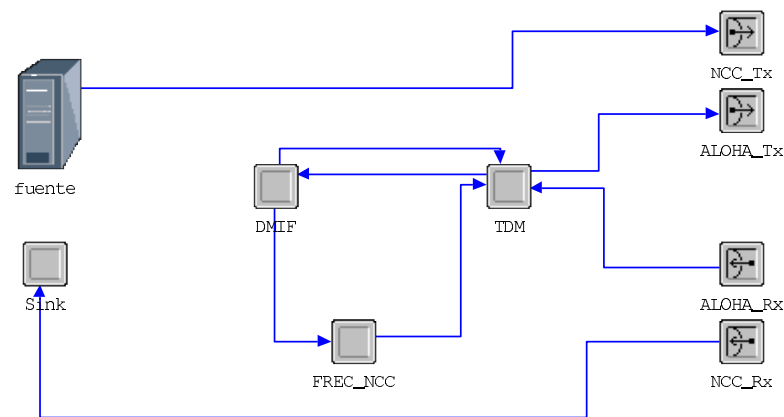 NCC_Tx
ALOHA_Tx
fuente
DMIF
TDM
Sink
ALOHA_Rx
FREC_NCC
NCC_Rx